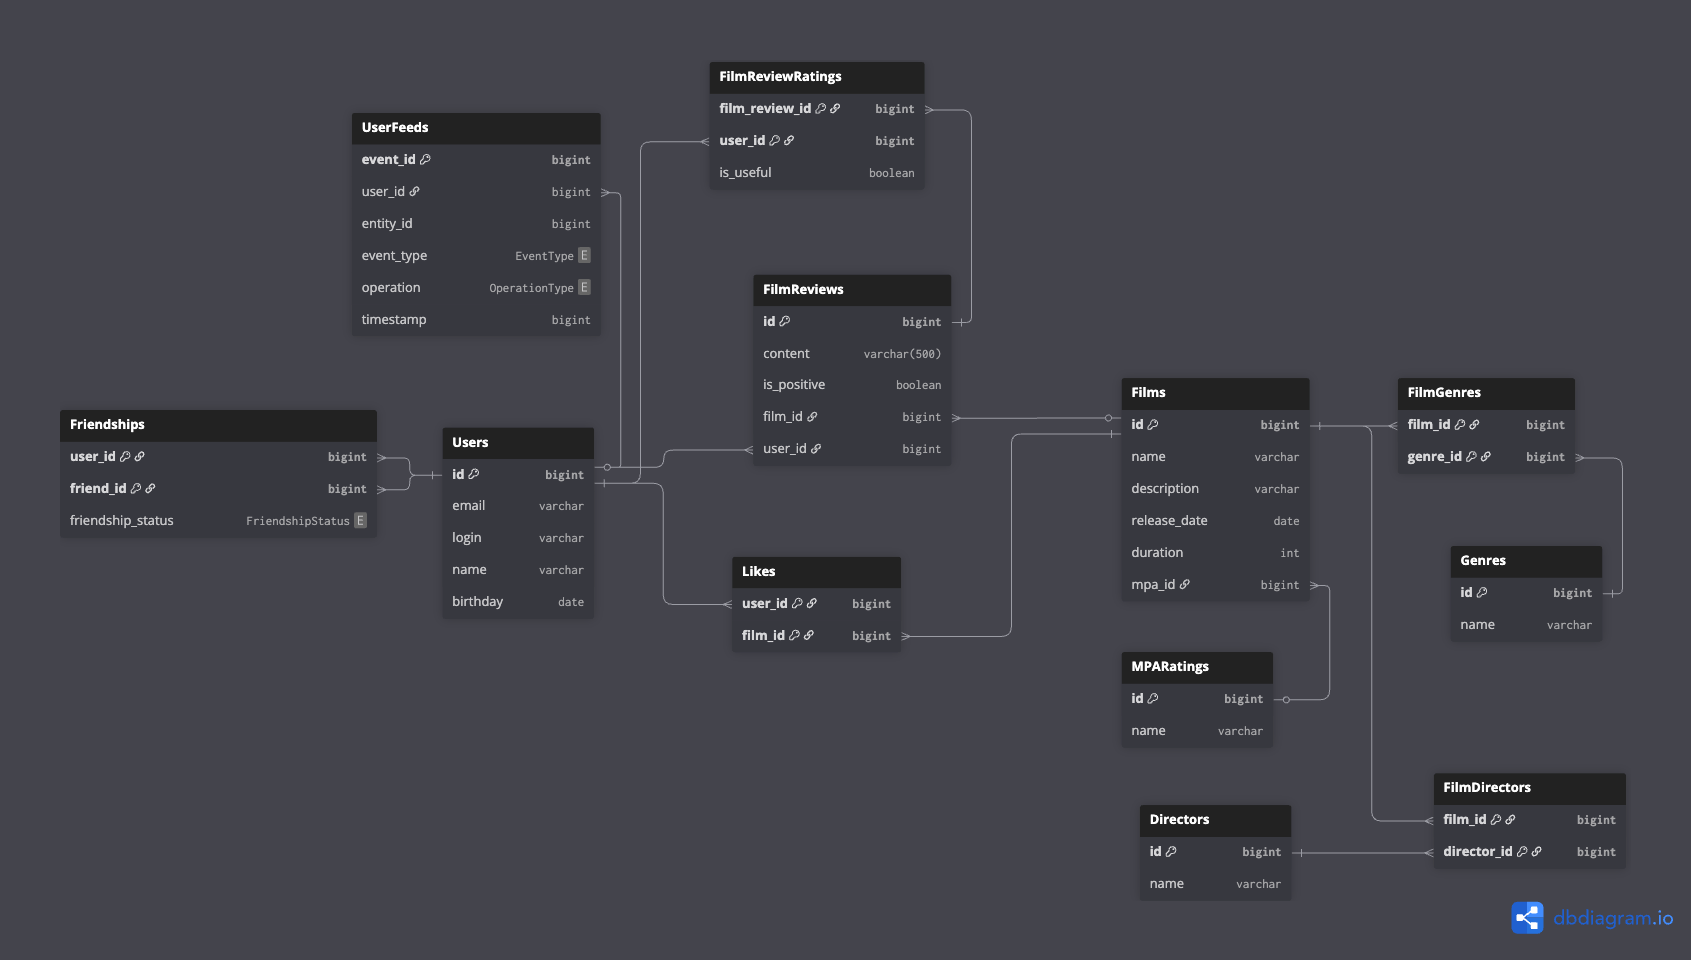 FilmReviewRatings
film_review_id bigint
user_id bigint
is_useful boolean
UserFeeds
event_id bigint
user_id bigint
entity_id bigint
event_type EventType E
operation OperationType E
timestamp bigint
FilmReviews
id bigint
content varchar(500)
is_positive boolean
film_id bigint
user_id bigint
Films
id bigint
name varchar
description varchar
release_date date
duration int
mpa_id bigint
FilmGenres
film_id bigint
genre_id bigint
Friendships
user_id bigint
friend_id bigint
friendship_status FriendshipStatus E
Users
id bigint
email varchar
login varchar
name varchar
birthday date
Likes
user_id bigint
film_id bigint
Genres
id bigint
name varchar
MPARatings
id bigint
name varchar
FilmDirectors
film_id bigint
director_id bigint
Directors
id bigint
name varchar
dbdiagram.io